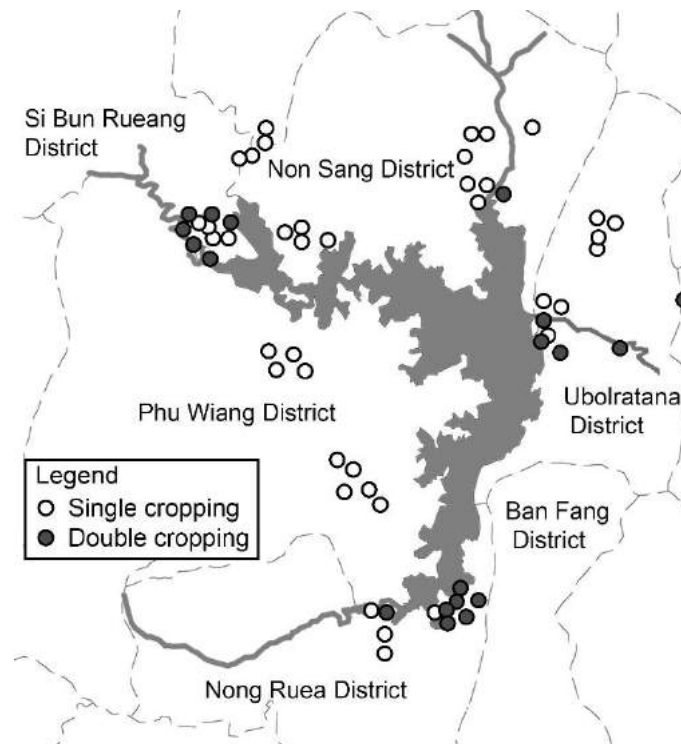 Si Bun Rueang
District
Non Sang District
Phu Wiang District
Ubolratana
District
Legend
Single cropping
Double cropping
Ban Fang
District
Nong Ruea District